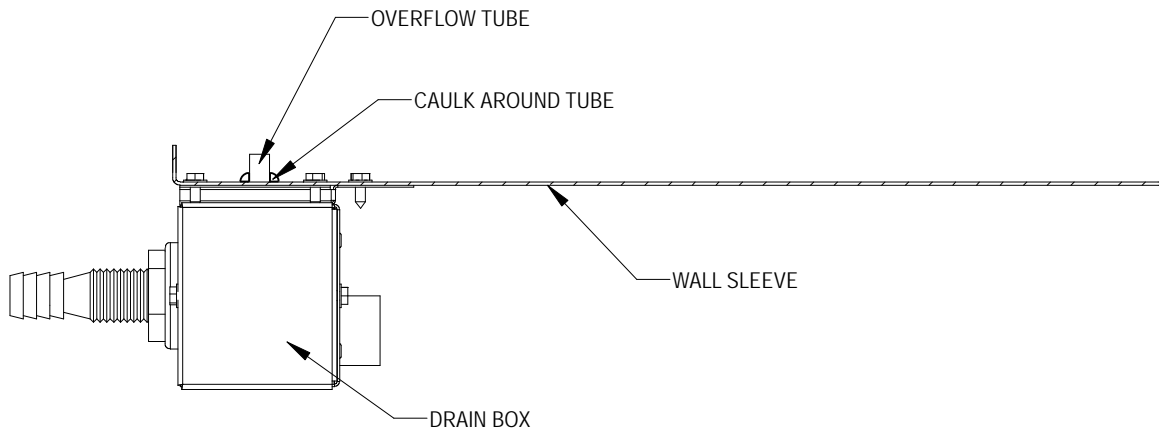 OVERFLOW TUBE
CAULK AROUND TUBE
WALL SLEEVE
DRAIN BOX